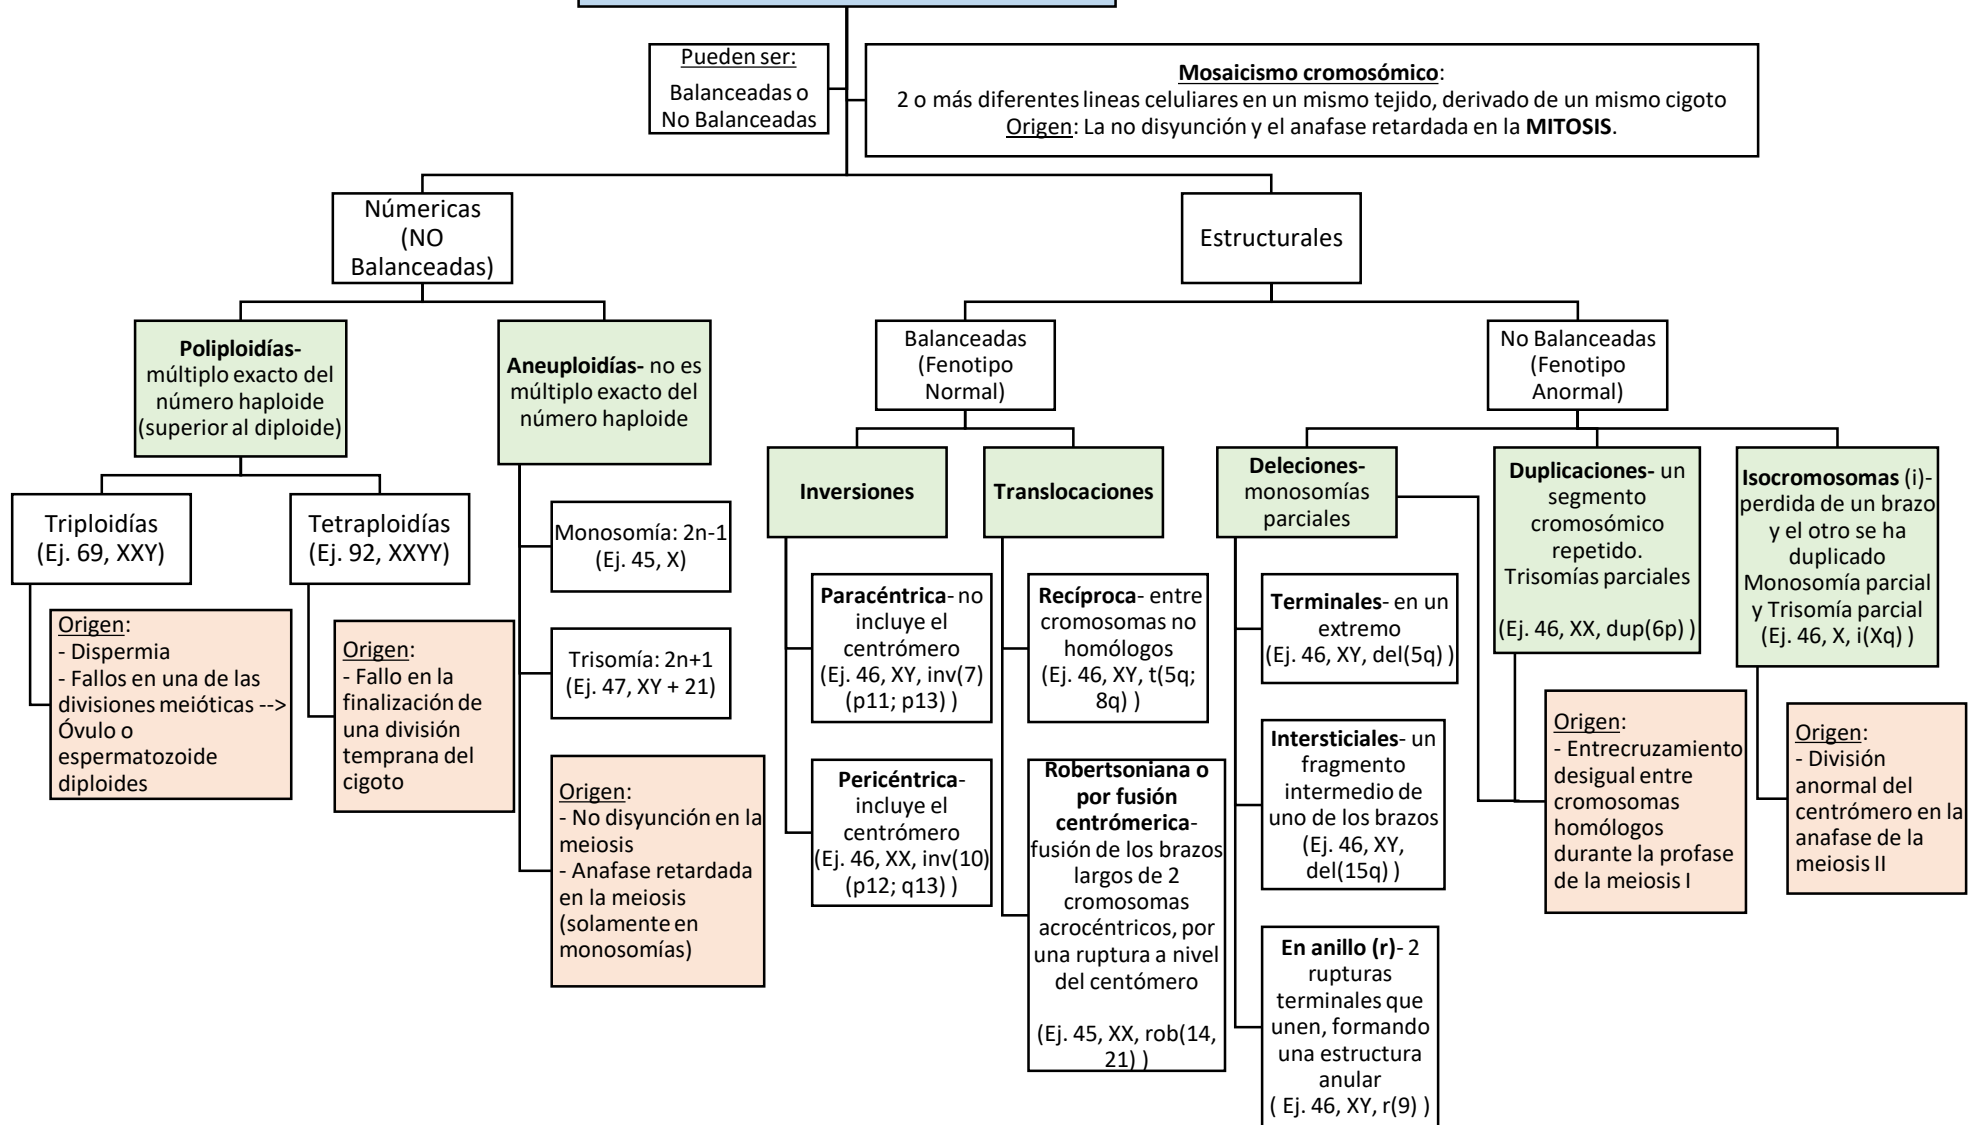 Pueden ser:
Balanceadas o
No Balanceadas
Mosaicismo cromosómico:
2 o más diferentes lineas celuliares en un mismo tejido, derivado de un mismo cigoto
Origen: La no disyunción y el anafase retardada en la MITOSIS.
Númericas
(NO
Balanceadas)
Estructurales
Poliploidías-
múltiplo exacto del
número haploide
(superior al diploide)
Aneuploidías- no es
múltiplo exacto del
número haploide
Balanceadas
(Fenotipo
Normal)
No Balanceadas
(Fenotipo
Anormal)
Triploidías
(Ej. 69, XXY)
Tetraploidías
(Ej. 92, XXYY)
Origen:
- Dispermia
- Fallos en una de las
divisiones meióticas -->
Óvulo o
espermatozoide
diploides
Origen:
- Fallo en la
finalización de
una división
temprana del
cigoto
Monosomía: 2n-1
(Ej. 45, X)
Trisomía: 2n+1
(Ej. 47, XY + 21)
Origen:
- No disyunción en la
meiosis
- Anafase retardada
en la meiosis
(solamente en
monosomías)
Inversiones
Translocaciones
Paracéntrica- no
incluye el
centrómero
(Ej. 46, XY, inv(7)
(p11; p13) )
Pericéntrica-
incluye el
centrómero
(Ej. 46, XX, inv(10)
(p12; q13) )
Recíproca- entre
cromosomas no
homólogos
(Ej. 46, XY, t(5q;
8q) )
Robertsoniana o
por fusión
centrómerica-
fusión de los brazos
largos de 2
cromosomas
acrocéntricos, por
una ruptura a nivel
del centómero
(Ej. 45, XX, rob(14,
21) )
Deleciones-
monosomías
parciales
Duplicaciones- un
segmento
cromosómico
repetido.
Trisomías parciales
(Ej. 46, XX, dup(6p) )
Isocromosomas (i)-
perdida de un brazo
y el otro se ha
duplicado
Monosomía parcial
y Trisomía parcial
(Ej. 46, X, i(Xq) )
Terminales- en un
extremo
(Ej. 46, XY, del(5q) )
Intersticiales- un
fragmento
intermedio de
uno de los brazos
(Ej. 46, XY,
del(15q) )
En anillo (r)- 2
rupturas
terminales que
unen, formando
una estructura
anular
( Ej. 46, XY, r(9) )
Origen:
- Entrecruzamiento
desigual entre
cromosomas
homólogos
durante la profase
de la meiosis I
Origen:
- División
anormal del
centrómero en la
anafase de la
meiosis II